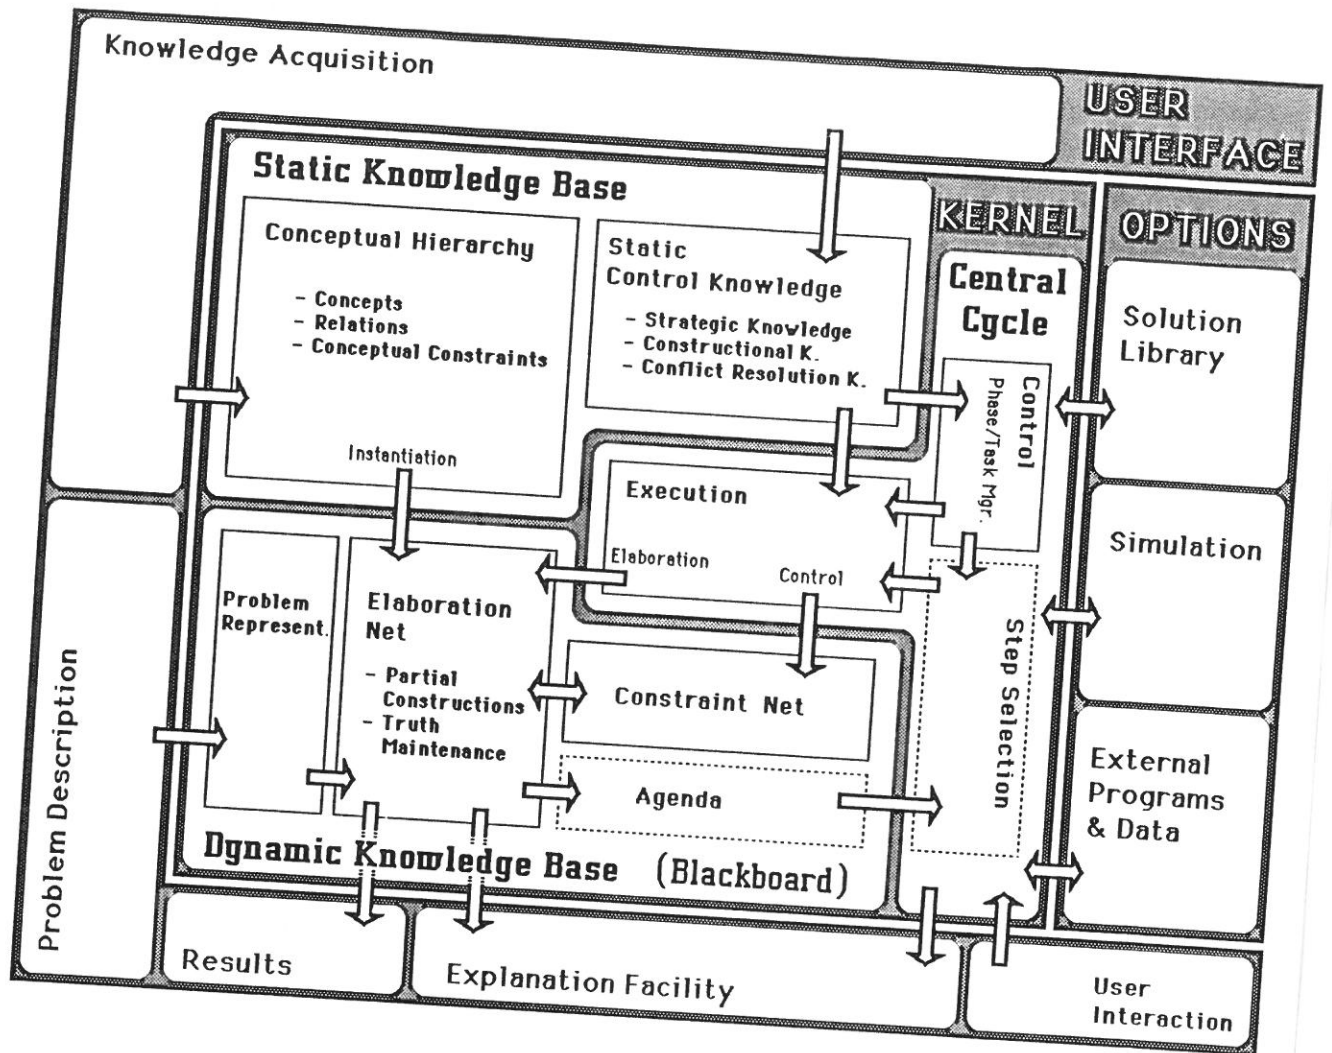 Knowledge Acquisition
USER
INTERFACE
Static Knowledge Base
KERNEL
OPTIONS
Conceptual Hierarchy
- Concepts
- Relations
- Conceptual Constraints
Instantiation
Static
Control Knowledge
- Strategic Knowledge
- Constructional K.
- Conflict Resolution K.
Central
Cycle
Control
Phase/Task Mgr.
Solution
Library
Execution
Elaboration
Control
Simulation
Problem
Represent.
Elaboration
Net
- Partial
Constructions
- Truth
Maintenance
Constraint Net
Agenda
Step Selection
External
Programs
& Data
Problem Description
Dynamic Knowledge Base (Blackboard)
Results
Explanation Facility
User
Interaction